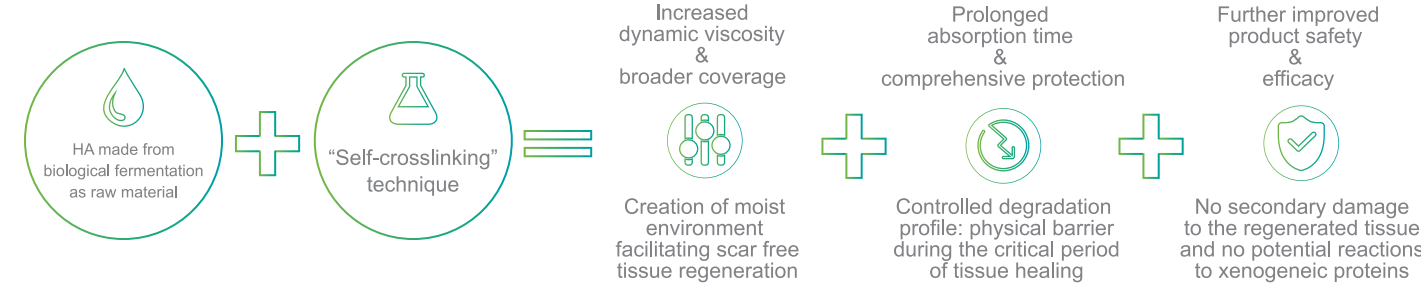 HA made from
biological fermentation
as raw material
“Self-crosslinking”
technique
Increased
dynamic viscosity
&
broader coverage
Creation of moist
environment
facilitating scar free
tissue regeneration
Prolonged
absorption time
&
comprehensive protection
Controlled degradation
profile: physical barrier
during the critical period
of tissue healing
Further improved
product safety
&
efficacy
No secondary damage
to the regenerated tissue
and no potential reactions
to xenogeneic proteins